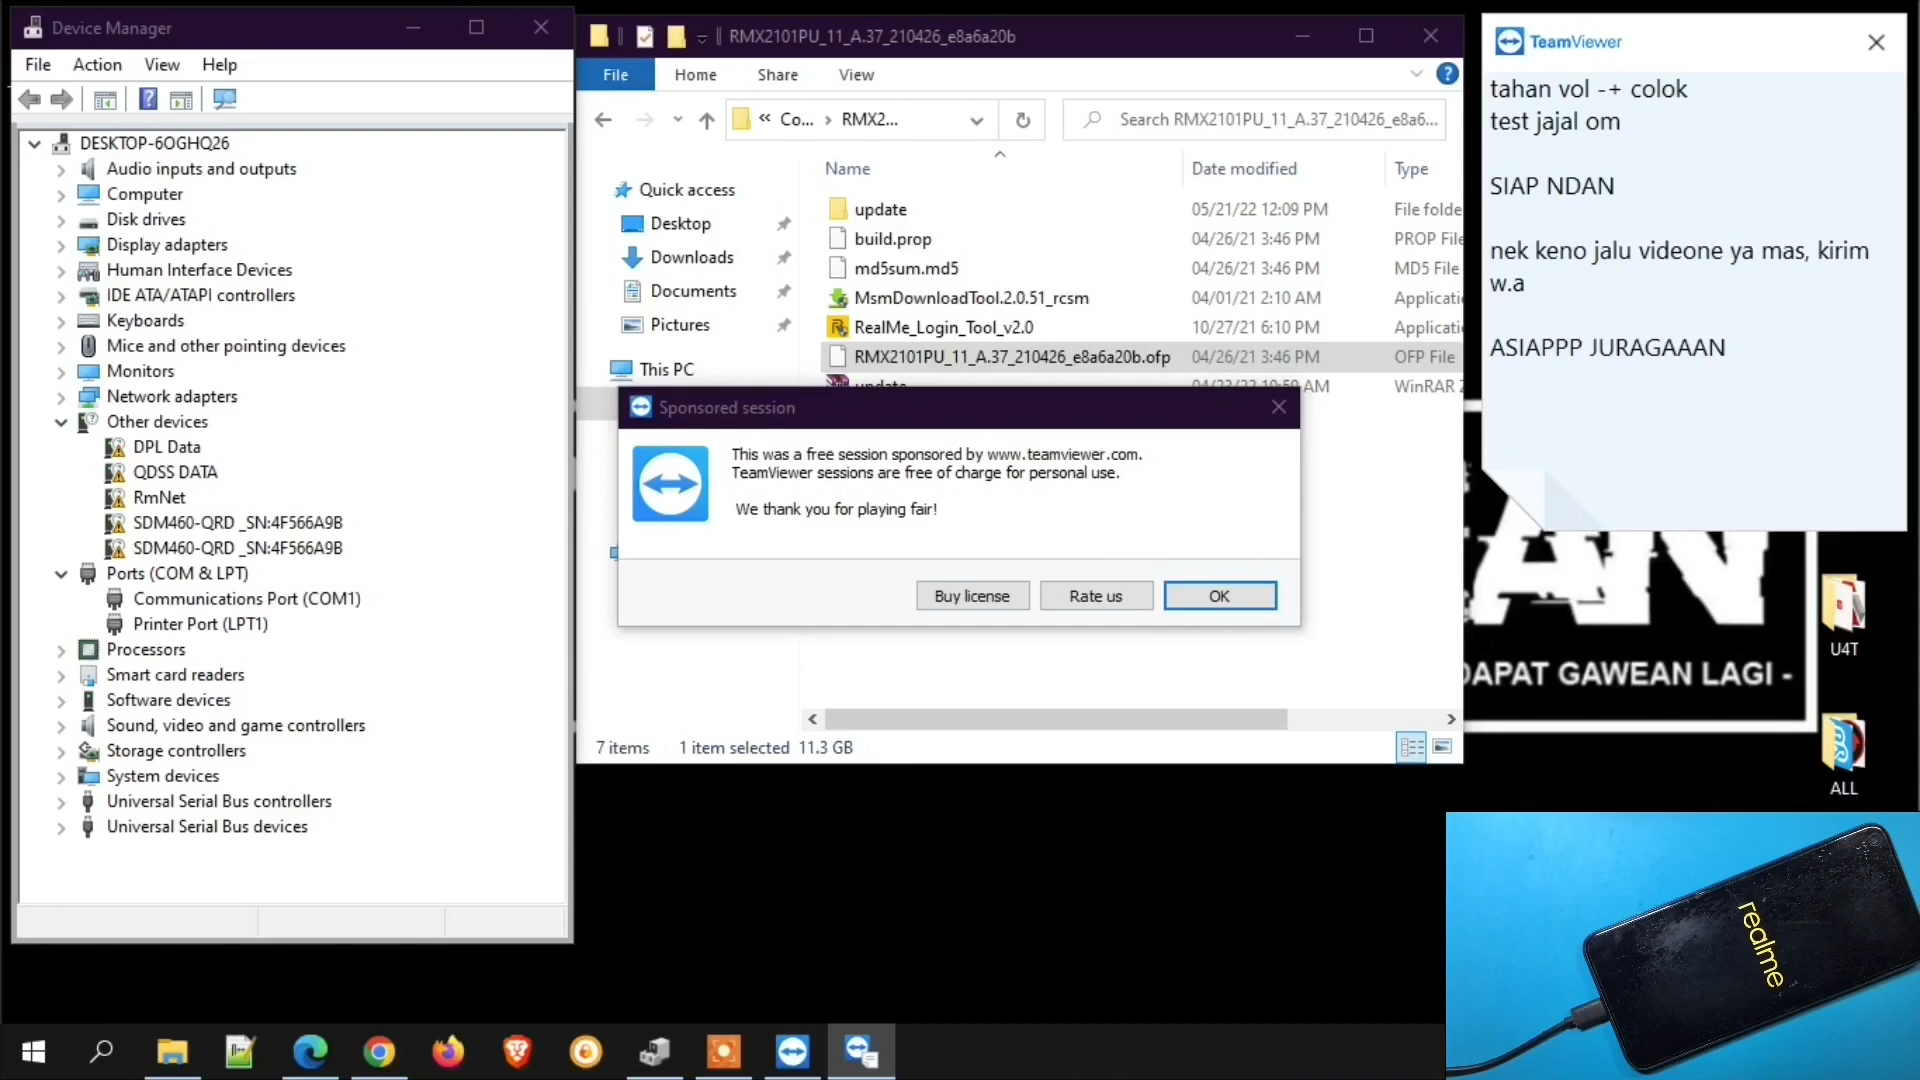 Device Manager
File Action View Help
DESKTOP-6OGHQ26
Audio inputs and outputs
Computer
Disk drives
Display adapters
Human Interface Devices
IDE ATA/ATAPI controllers
Keyboards
Mice and other pointing devices
Monitors
Network adapters
Other devices
DPL Data
QDSS DATA
RmNet
SDM460-QRD _SN:4F566A9B
SDM460-QRD _SN:4F566A9B
Ports (COM & LPT)
Communications Port (COM1)
Printer Port (LPT1)
Processors
Smart card readers
Software devices
Sound, video and game controllers
Storage controllers
System devices
Universal Serial Bus controllers
Universal Serial Bus devices
RMX2101PU_11_A.37_210426_e8a6a20b
File Home Share View
« Co... › RMX2...
Search RMX2101PU_11_A.37_210426_e8a6...
Quick access
Desktop
Downloads
Documents
Pictures
This PC
Name Date modified Type
update 05/21/22 12:09 PM File folde
build.prop 04/26/21 3:46 PM PROP File
md5sum.md5 04/26/21 3:46 PM MD5 File
MsmDownloadTool.2.0.51_rcsm 04/01/21 2:10 AM Applicati
RealMe_Login_Tool_v2.0 10/27/21 6:10 PM Applicati
RMX2101PU_11_A.37_210426_e8a6a20b.ofp 04/26/21 3:46 PM OFP File
update AM WinRAR
Sponsored session
This was a free session sponsored by www.teamviewer.com.
TeamViewer sessions are free of charge for personal use.
We thank you for playing fair!
Buy license Rate us OK
7 items 1 item selected 11.3 GB
TeamViewer
tahan vol -+ colok
test jajal om
SIAP NDAN
nek keno jalu videone ya mas, kirim
w.a
ASIAPPP JURAGAAAN
DAPAT GAWEAN LAGI -
U4T
ALL
realme